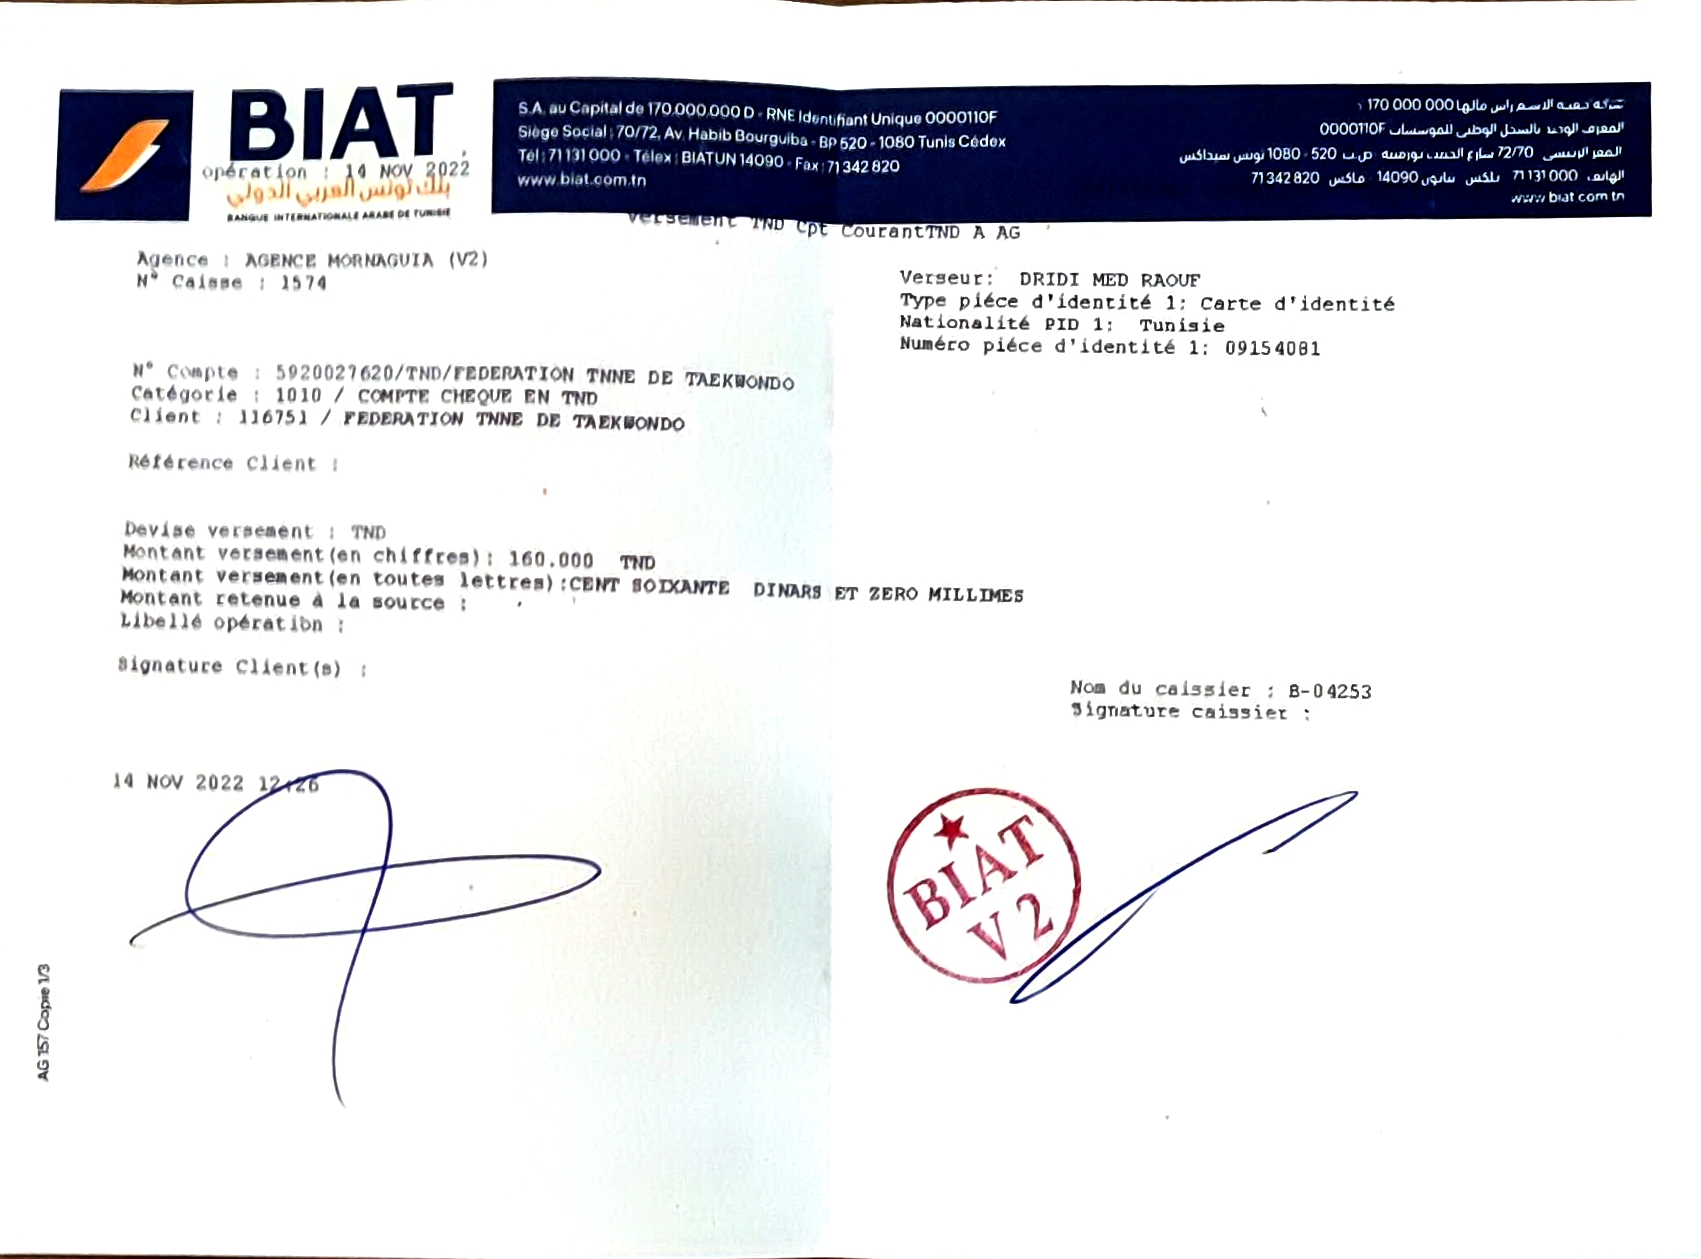 BIAT
opération : 14 NOV 2022
بنك تونس العربي الدولي
BANQUE INTERNATIONALE ARABE DE TUNISIE
S.A. au Capital de 170.000.000 D - RNE Identifiant Unique 0000110F
Siège Social : 70/72, Av. Habib Bourguiba - BP 520 - 1080 Tunis Cédex
Tél : 71 131 000 - Télex : BIATUN 14090 - Fax : 71 342 820
www.biat.com.tn
شركة خفية الاسم رأس مالها 000 000 170
المعرف الوحيد بالسجل الوطني للمؤسسات 0000110F
المقر الرئيسي 72/70 شارع الحبيب بورقيبة ص.ب 520 - 1080 تونس سيداكس
الهاتف 71 131 000 تلكس بياتون 14090 فاكس 71 342 820
www biat com tn
Versement TND Cpt CourantTND A AG
Agence : AGENCE MORNAGUIA (V2)
N° Caisse : 1574
Verseur: DRIDI MED RAOUF
Type piéce d'identité 1: Carte d'identité
Nationalité PID 1: Tunisie
Numéro piéce d'identité 1: 09154081
N° Compte : 5920027620/TND/FEDERATION TNNE DE TAEKWONDO
Catégorie : 1010 / COMPTE CHEQUE EN TND
Client : 116751 / FEDERATION TNNE DE TAEKWONDO
Référence Client :
Devise versement : TND
Montant versement(en chiffres): 160.000 TND
Montant versement(en toutes lettres):CENT SOIXANTE DINARS ET ZERO MILLIMES
Montant retenue à la source :
Libellé opération :
Signature Client(s) :
Nom du caissier : B-04253
Signature caissier :
14 NOV 2022 12:26
BIAT
V2
AG 157 Copie 1/3